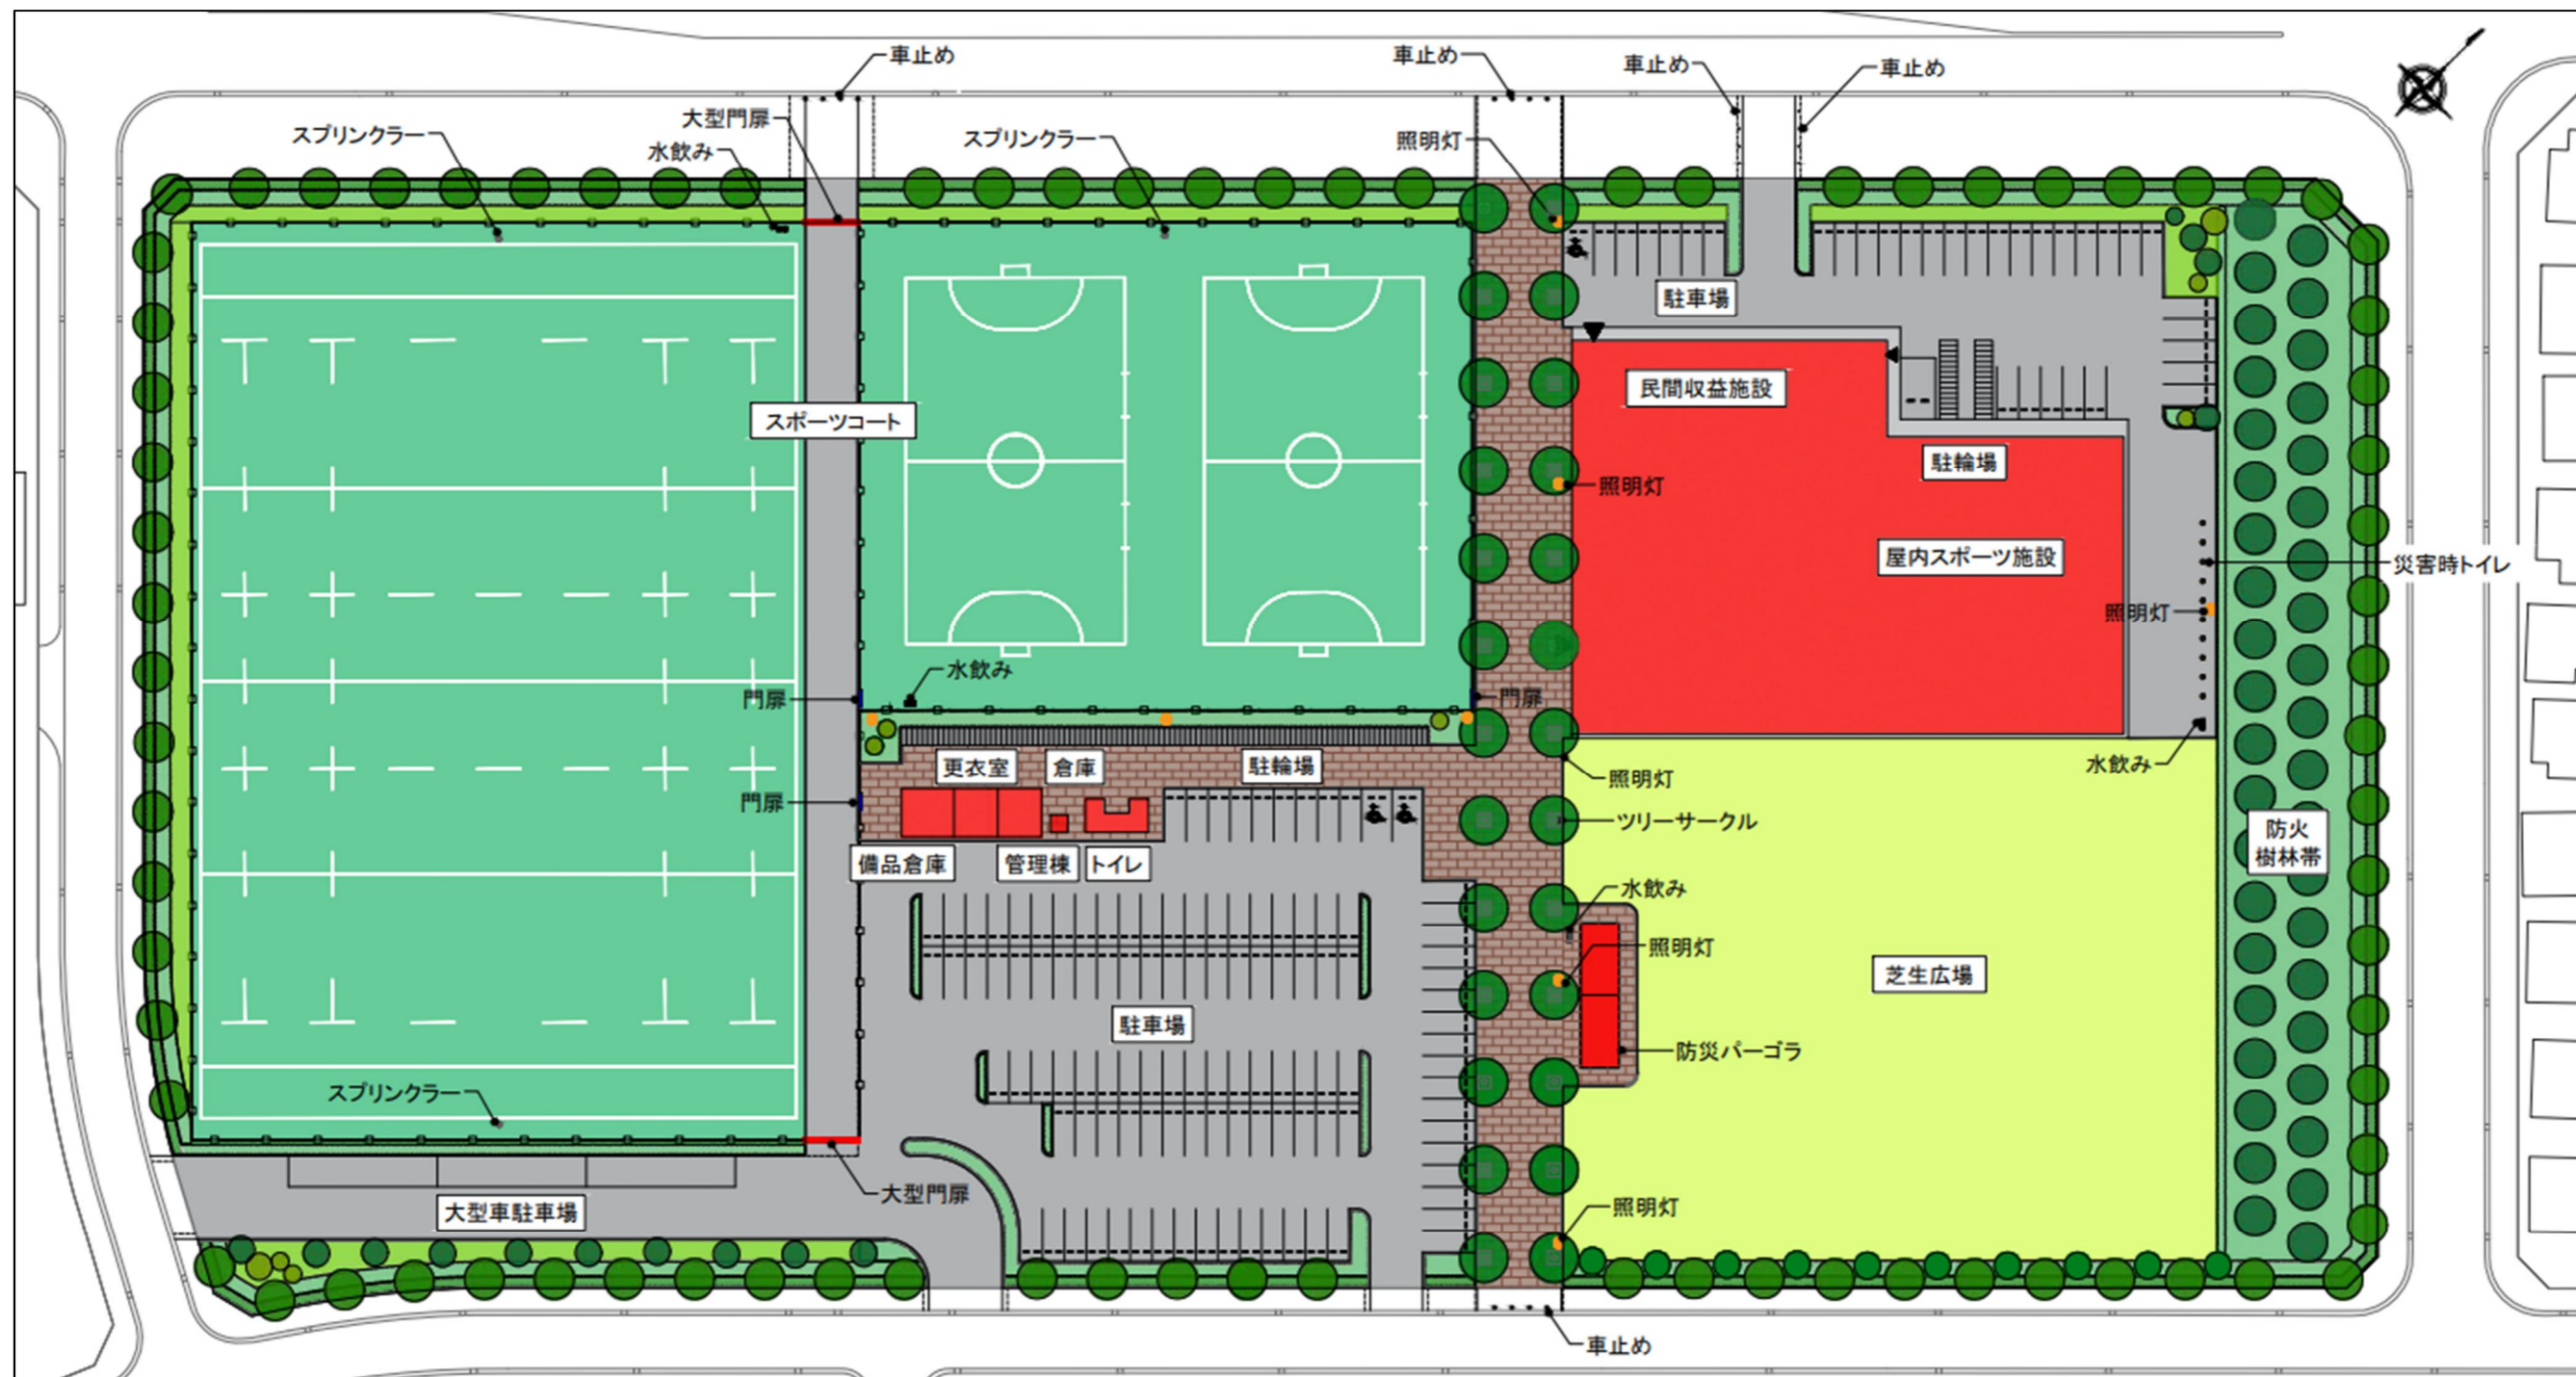 車止め
車止め
車止め
車止め
大型門扉
スプリンクラー
水飲み
スプリンクラー
照明灯
駐車場
民間収益施設
スポーツコート
駐輪場
照明灯
屋内スポーツ施設
災害時トイレ
照明灯
水飲み
門扉
門扉
更衣室
倉庫
駐輪場
水飲み
照明灯
門扉
ツリーサークル
防火
樹林帯
備品倉庫
管理棟
トイレ
水飲み
照明灯
芝生広場
駐車場
防災パーゴラ
スプリンクラー
大型門扉
大型車駐車場
照明灯
車止め